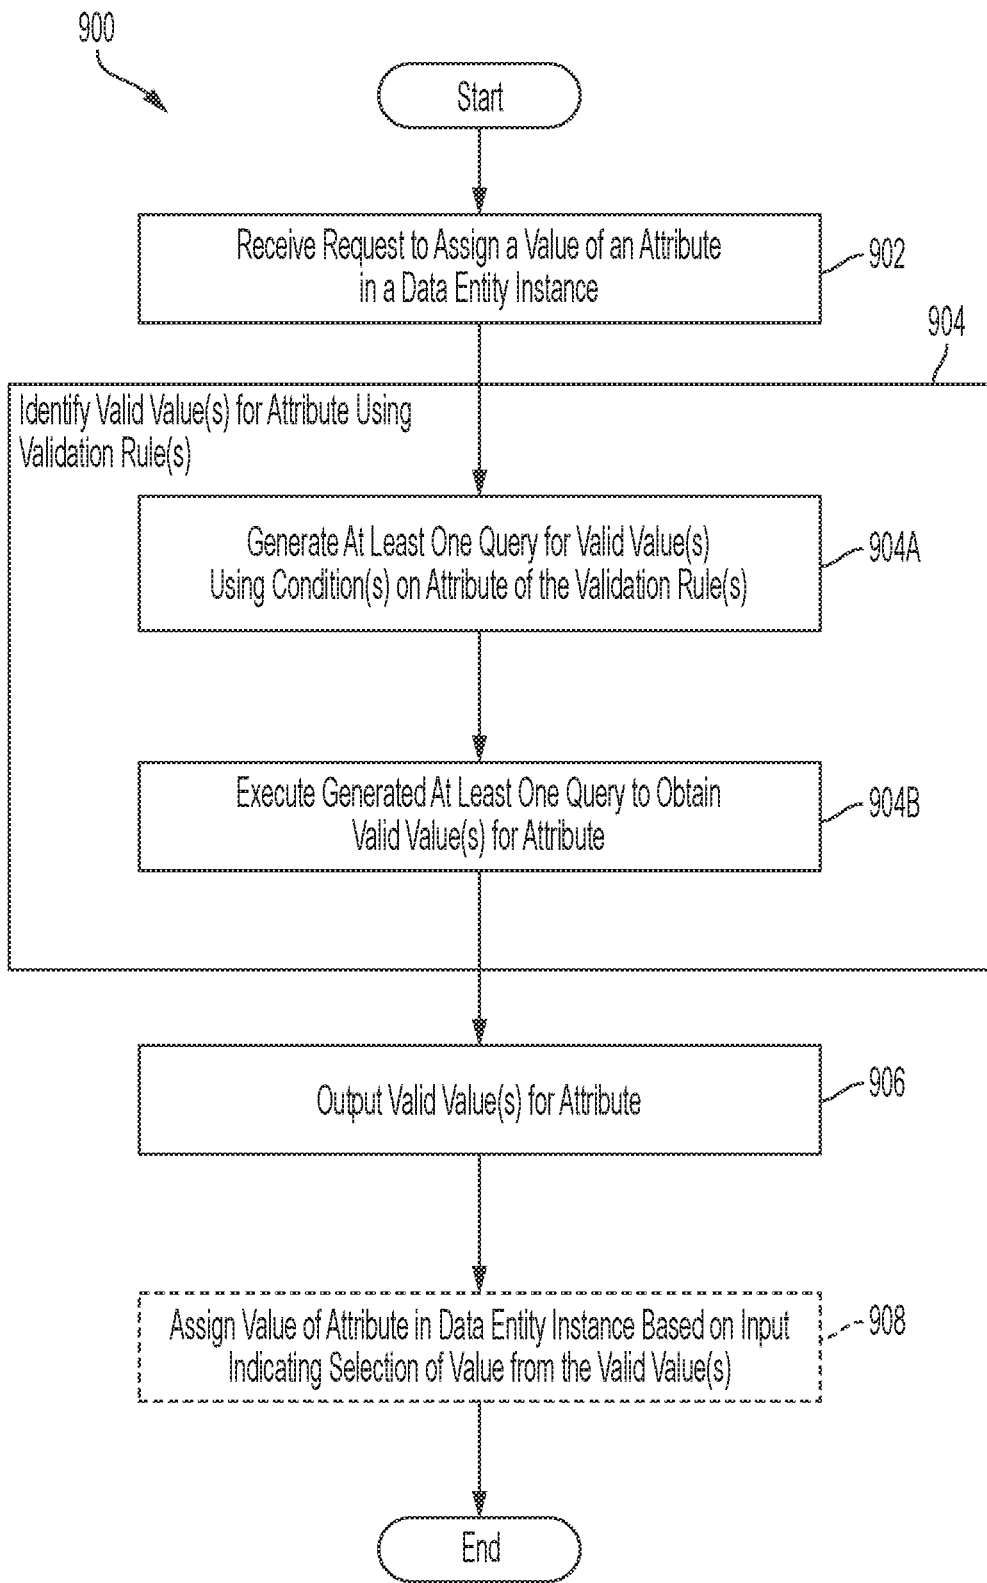 900
Start
Receive Request to Assign a Value of an Attribute
in a Data Entity Instance
902
904
Identify Valid Value(s) for Attribute Using
Validation Rule(s)
Generate At Least One Query for Valid Value(s)
Using Condition(s) on Attribute of the Validation Rule(s)
904A
Execute Generated At Least One Query to Obtain
Valid Value(s) for Attribute
904B
Output Valid Value(s) for Attribute
906
Assign Value of Attribute in Data Entity Instance Based on Input
Indicating Selection of Value from the Valid Value(s)
908
End